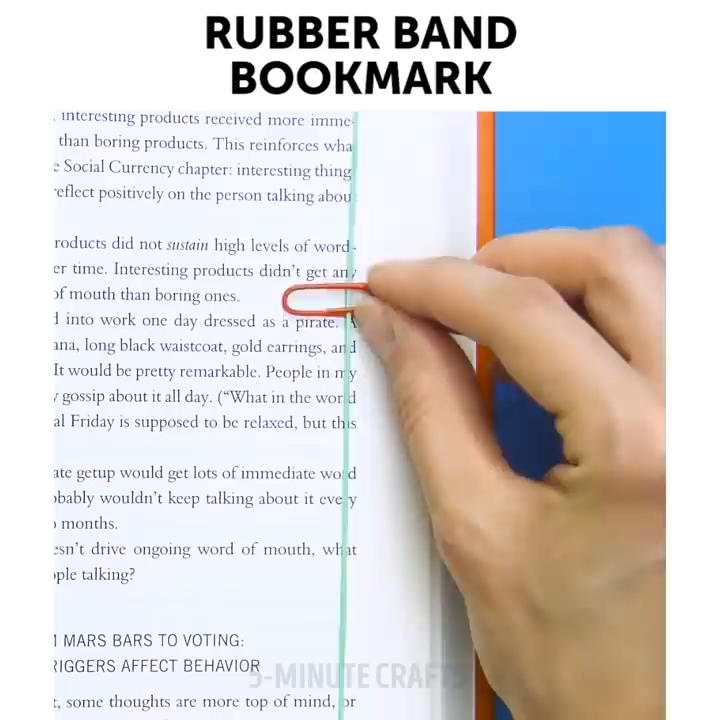 RUBBER BAND
BOOKMARK
interesting products received more imme-
than boring products. This reinforces wha
Social Currency chapter: interesting thing
eflect positively on the person talking abou
roducts did not sustain high levels of word-
er time. Interesting products didn't get any
of mouth than boring ones.
into work one day dressed as a pirate. A
ana, long black waistcoat, gold earrings, and
It would be pretty remarkable. People in my
gossip about it all day. ("What in the world
al Friday is supposed to be relaxed, but this
ate getup would get lots of immediate word
obably wouldn't keep talking about it every
months.
esn't drive ongoing word of mouth, what
ple talking?
MARS BARS TO VOTING:
RIGGERS AFFECT BEHAVIOR
5-MINUTE CRAFTS
, some thoughts are more top of mind, or